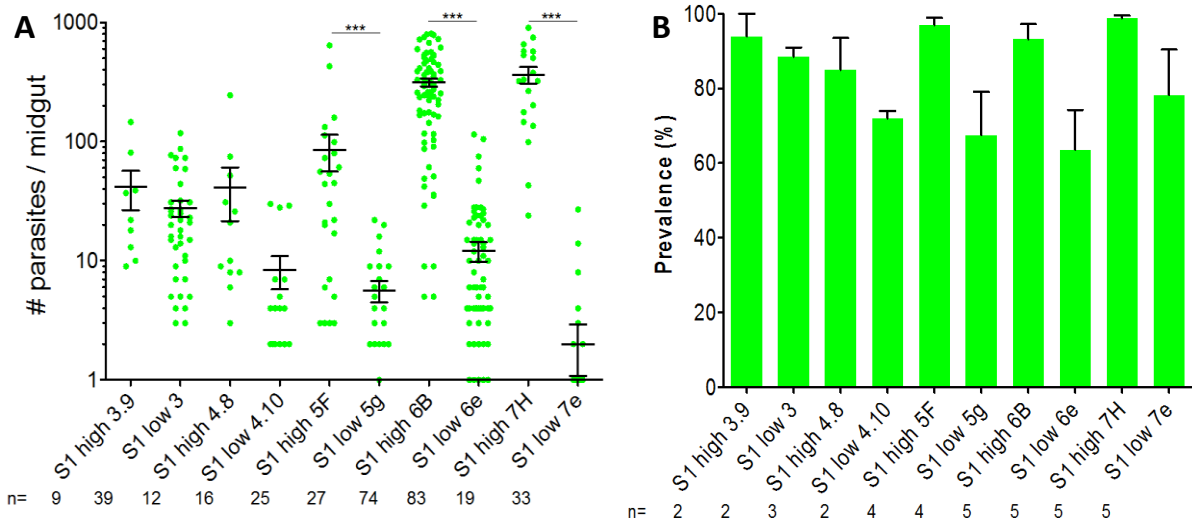 A
# parasites / midgut
1000
100
10
1
*** *** ***
S1 high 3.9
S1 low 3
S1 high 4.8
S1 low 4.10
S1 high 5F
S1 low 5g
S1 high 6B
S1 low 6e
S1 high 7H
S1 low 7e
n= 9 39 12 16 25 27 74 83 19 33
B
Prevalence (%)
100
80
60
40
20
0
S1 high 3.9
S1 low 3
S1 high 4.8
S1 low 4.10
S1 high 5F
S1 low 5g
S1 high 6B
S1 low 6e
S1 high 7H
S1 low 7e
n= 2 2 3 2 4 4 5 5 5 5